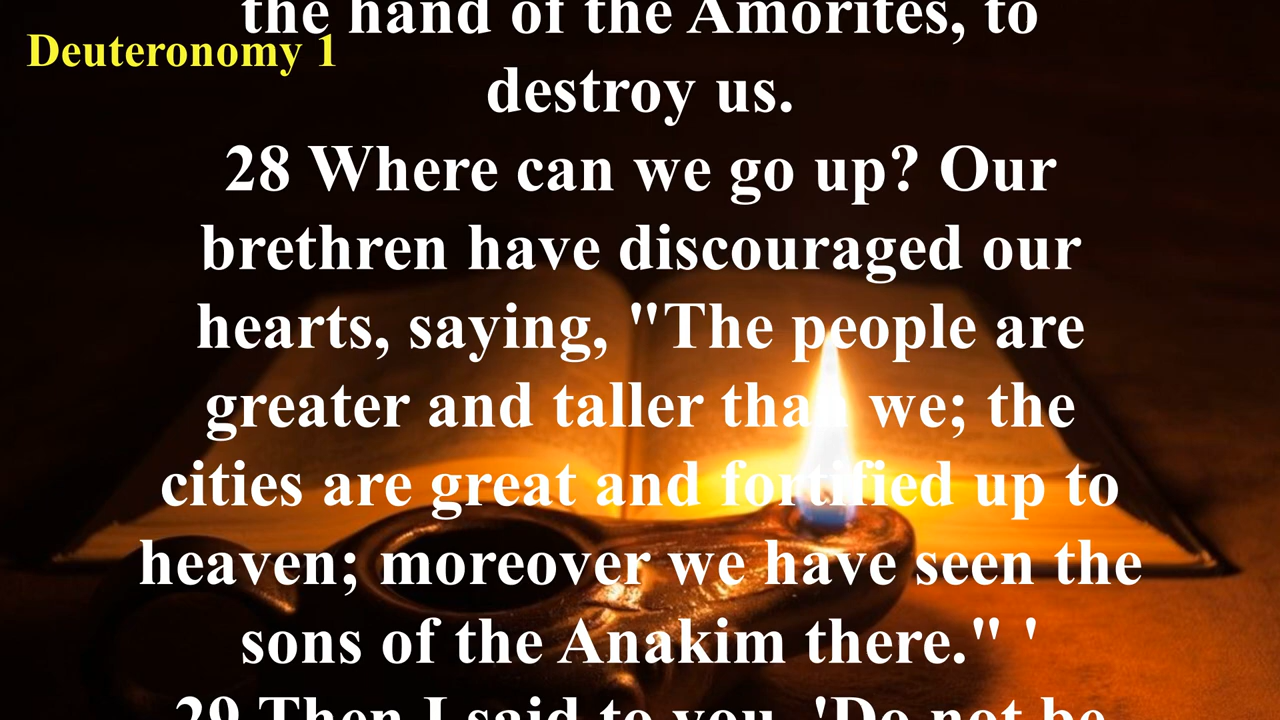 the hand of the Amorites, to
Deuteronomy 1
destroy us.
28 Where can we go up? Our
brethren have discouraged our
hearts, saying, "The people are
greater and taller than we; the
cities are great and fortified up to
heaven; moreover we have seen the
sons of the Anakim there." '
29 Then I said to you, 'Do not be